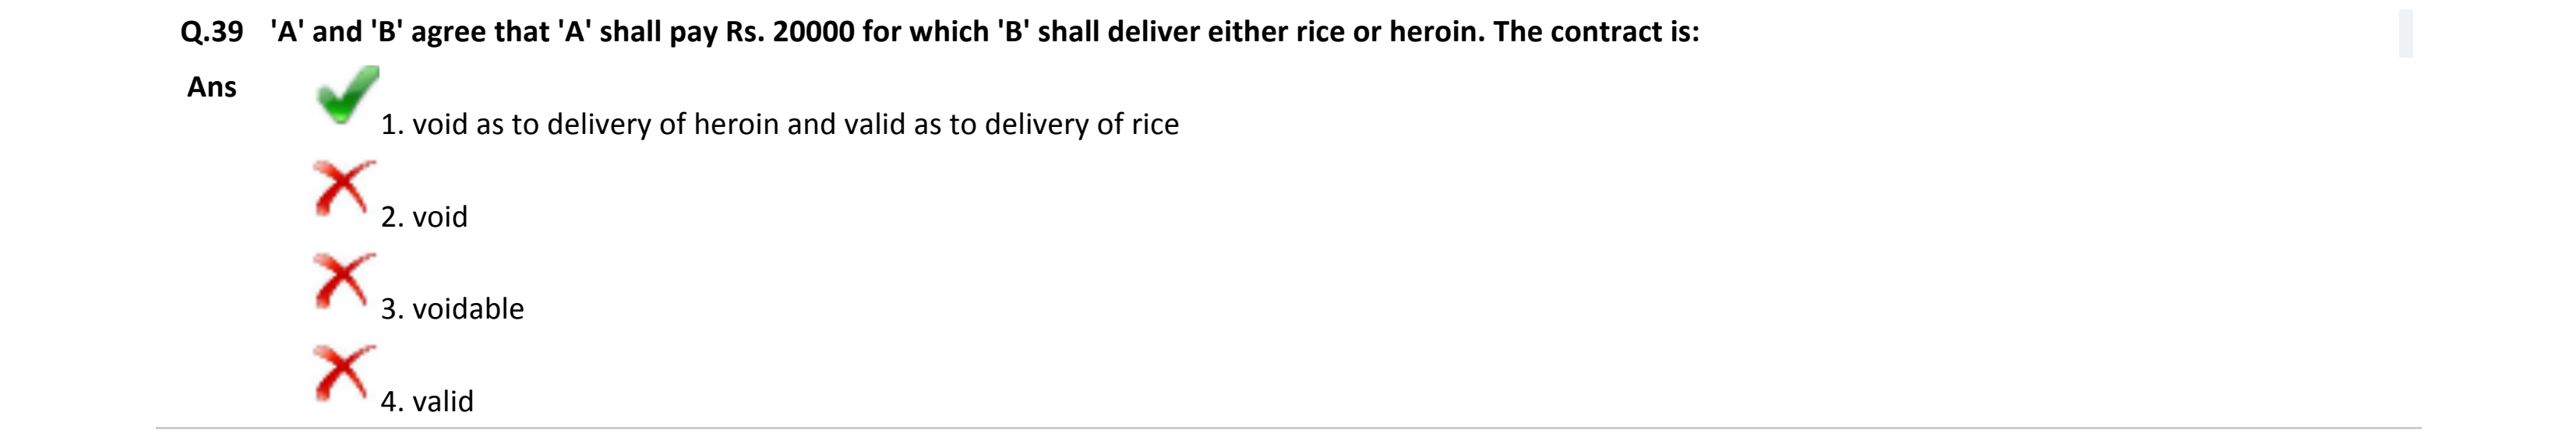 Q.39 'A' and 'B' agree that 'A' shall pay Rs. 20000 for which 'B' shall deliver either rice or heroin. The contract is:
Ans
1. void as to delivery of heroin and valid as to delivery of rice
2. void
3. voidable
4. valid